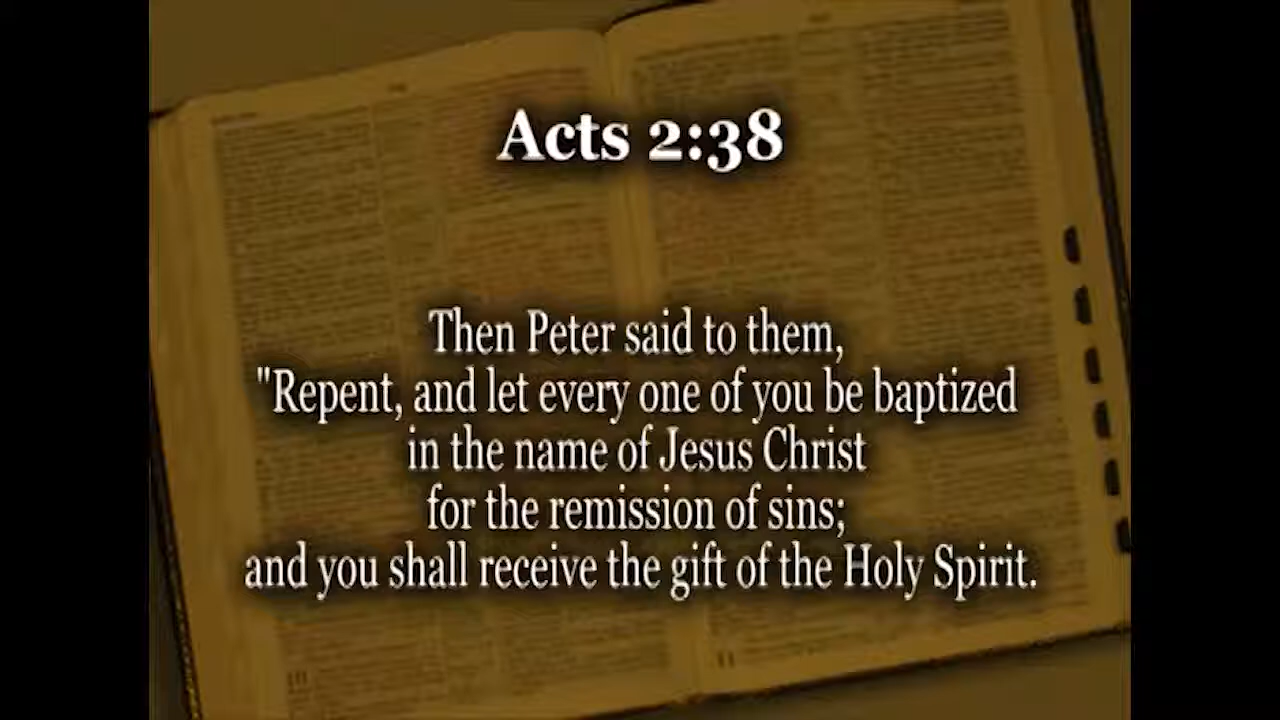 Acts 2:38
Then Peter said to them,
"Repent, and let every one of you be baptized
in the name of Jesus Christ
for the remission of sins;
and you shall receive the gift of the Holy Spirit.